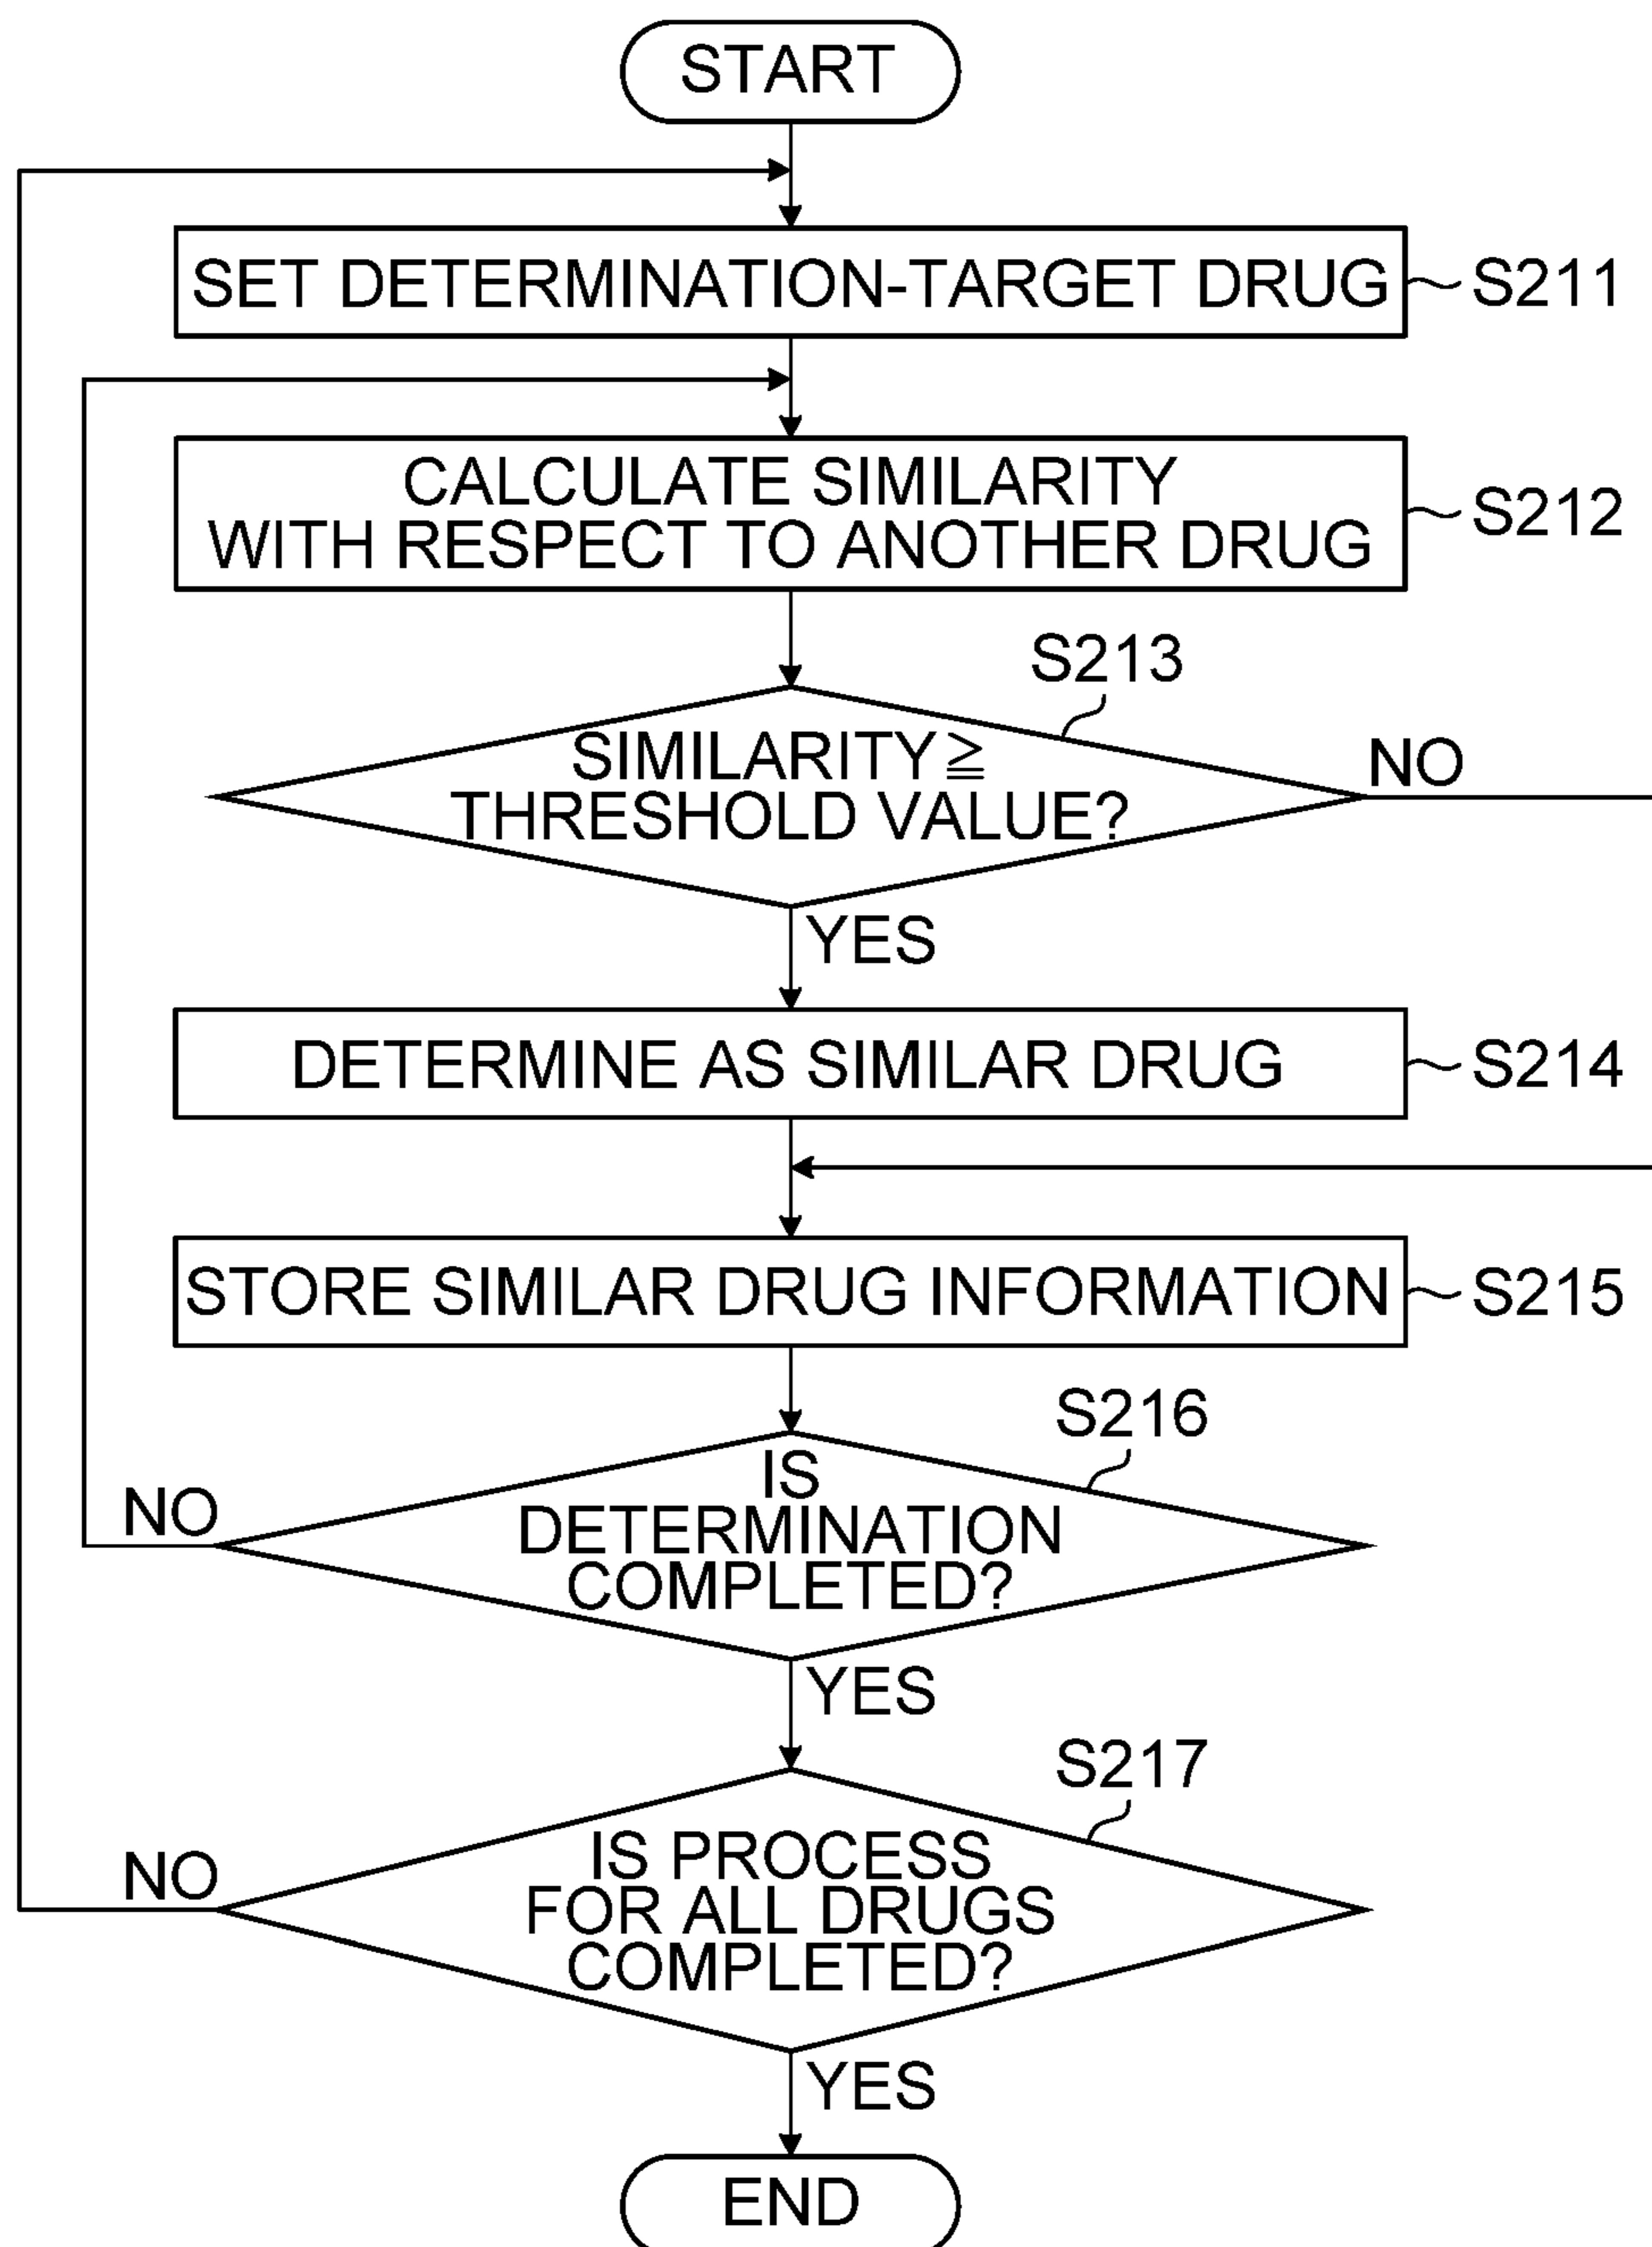 START
SET DETERMINATION-TARGET DRUG
S211
CALCULATE SIMILARITY
WITH RESPECT TO ANOTHER DRUG
S212
S213
SIMILARITY≧
THRESHOLD VALUE?
NO
YES
DETERMINE AS SIMILAR DRUG
S214
STORE SIMILAR DRUG INFORMATION
S215
S216
IS
DETERMINATION
COMPLETED?
NO
YES
S217
IS PROCESS
FOR ALL DRUGS
COMPLETED?
NO
YES
END